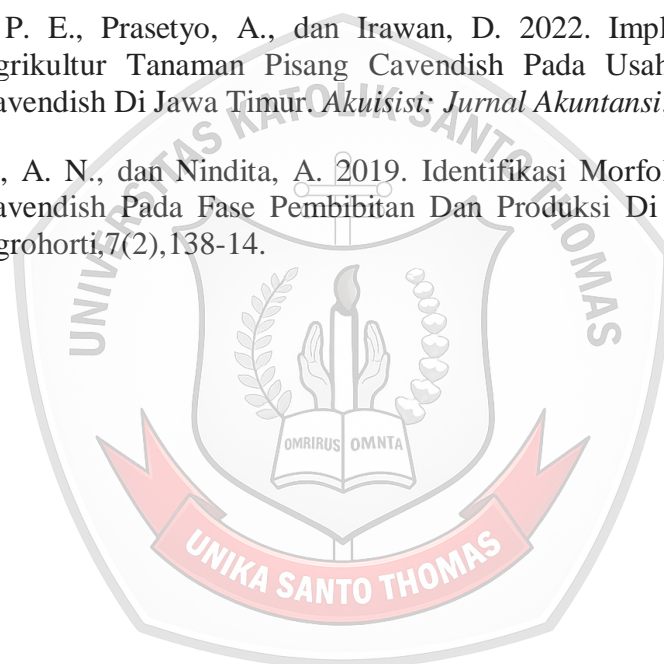 P. E., Prasetyo, A., dan Irawan, D. 2022. Impl
grikultur Tanaman Pisang Cavendish Pada Usah
avendish Di Jawa Timur. Akuisisi: Jurnal Akuntansi.
, A. N., dan Nindita, A. 2019. Identifikasi Morfol
avendish Pada Fase Pembibitan Dan Produksi Di
grohorti,7(2),138-14.
UNIVERSITAS KATOLIK SANTO THOMAS
OMRIRUS OMNTA
UNIKA SANTO THOMAS